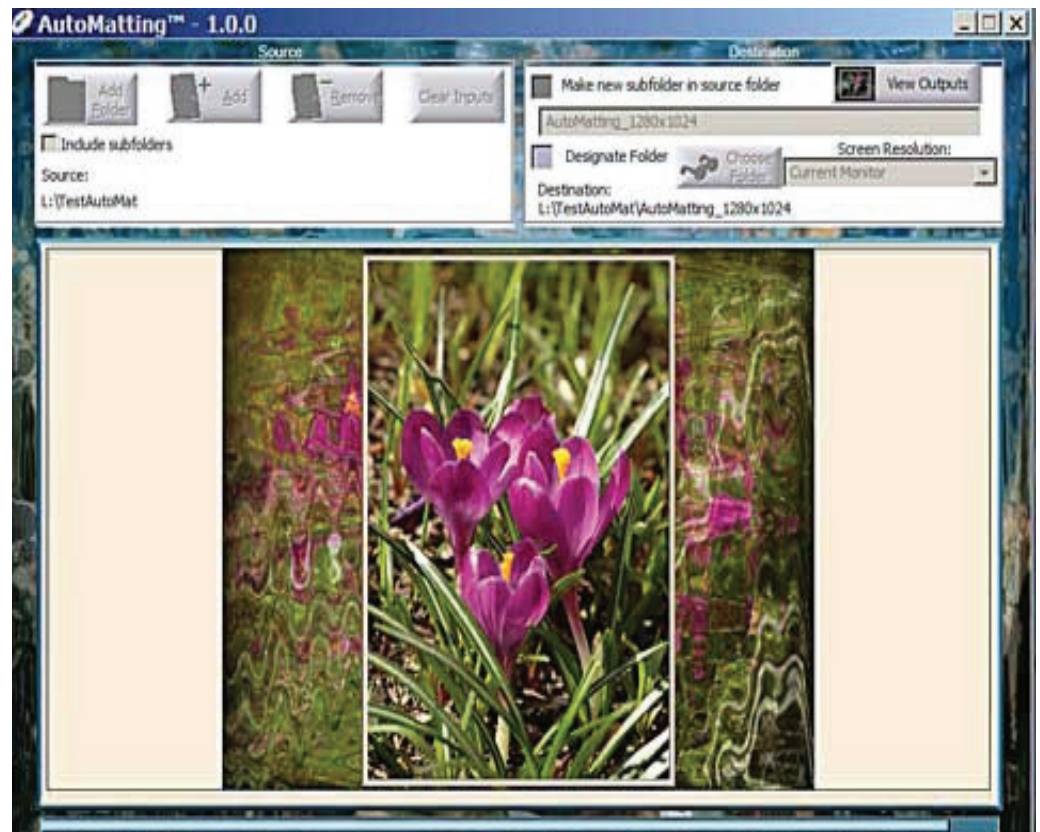 AutoMatting™ - 1.0.0
Source
Add Folder
Add
Remove
Clear Inputs
Include subfolders
Source:
L:\TestAutoMat
Destination
Make new subfolder in source folder
View Outputs
AutoMatting_1280x1024
Designate Folder
Choose Folder
Screen Resolution:
Current Monitor
Destination:
L:\TestAutoMat\AutoMatting_1280x1024